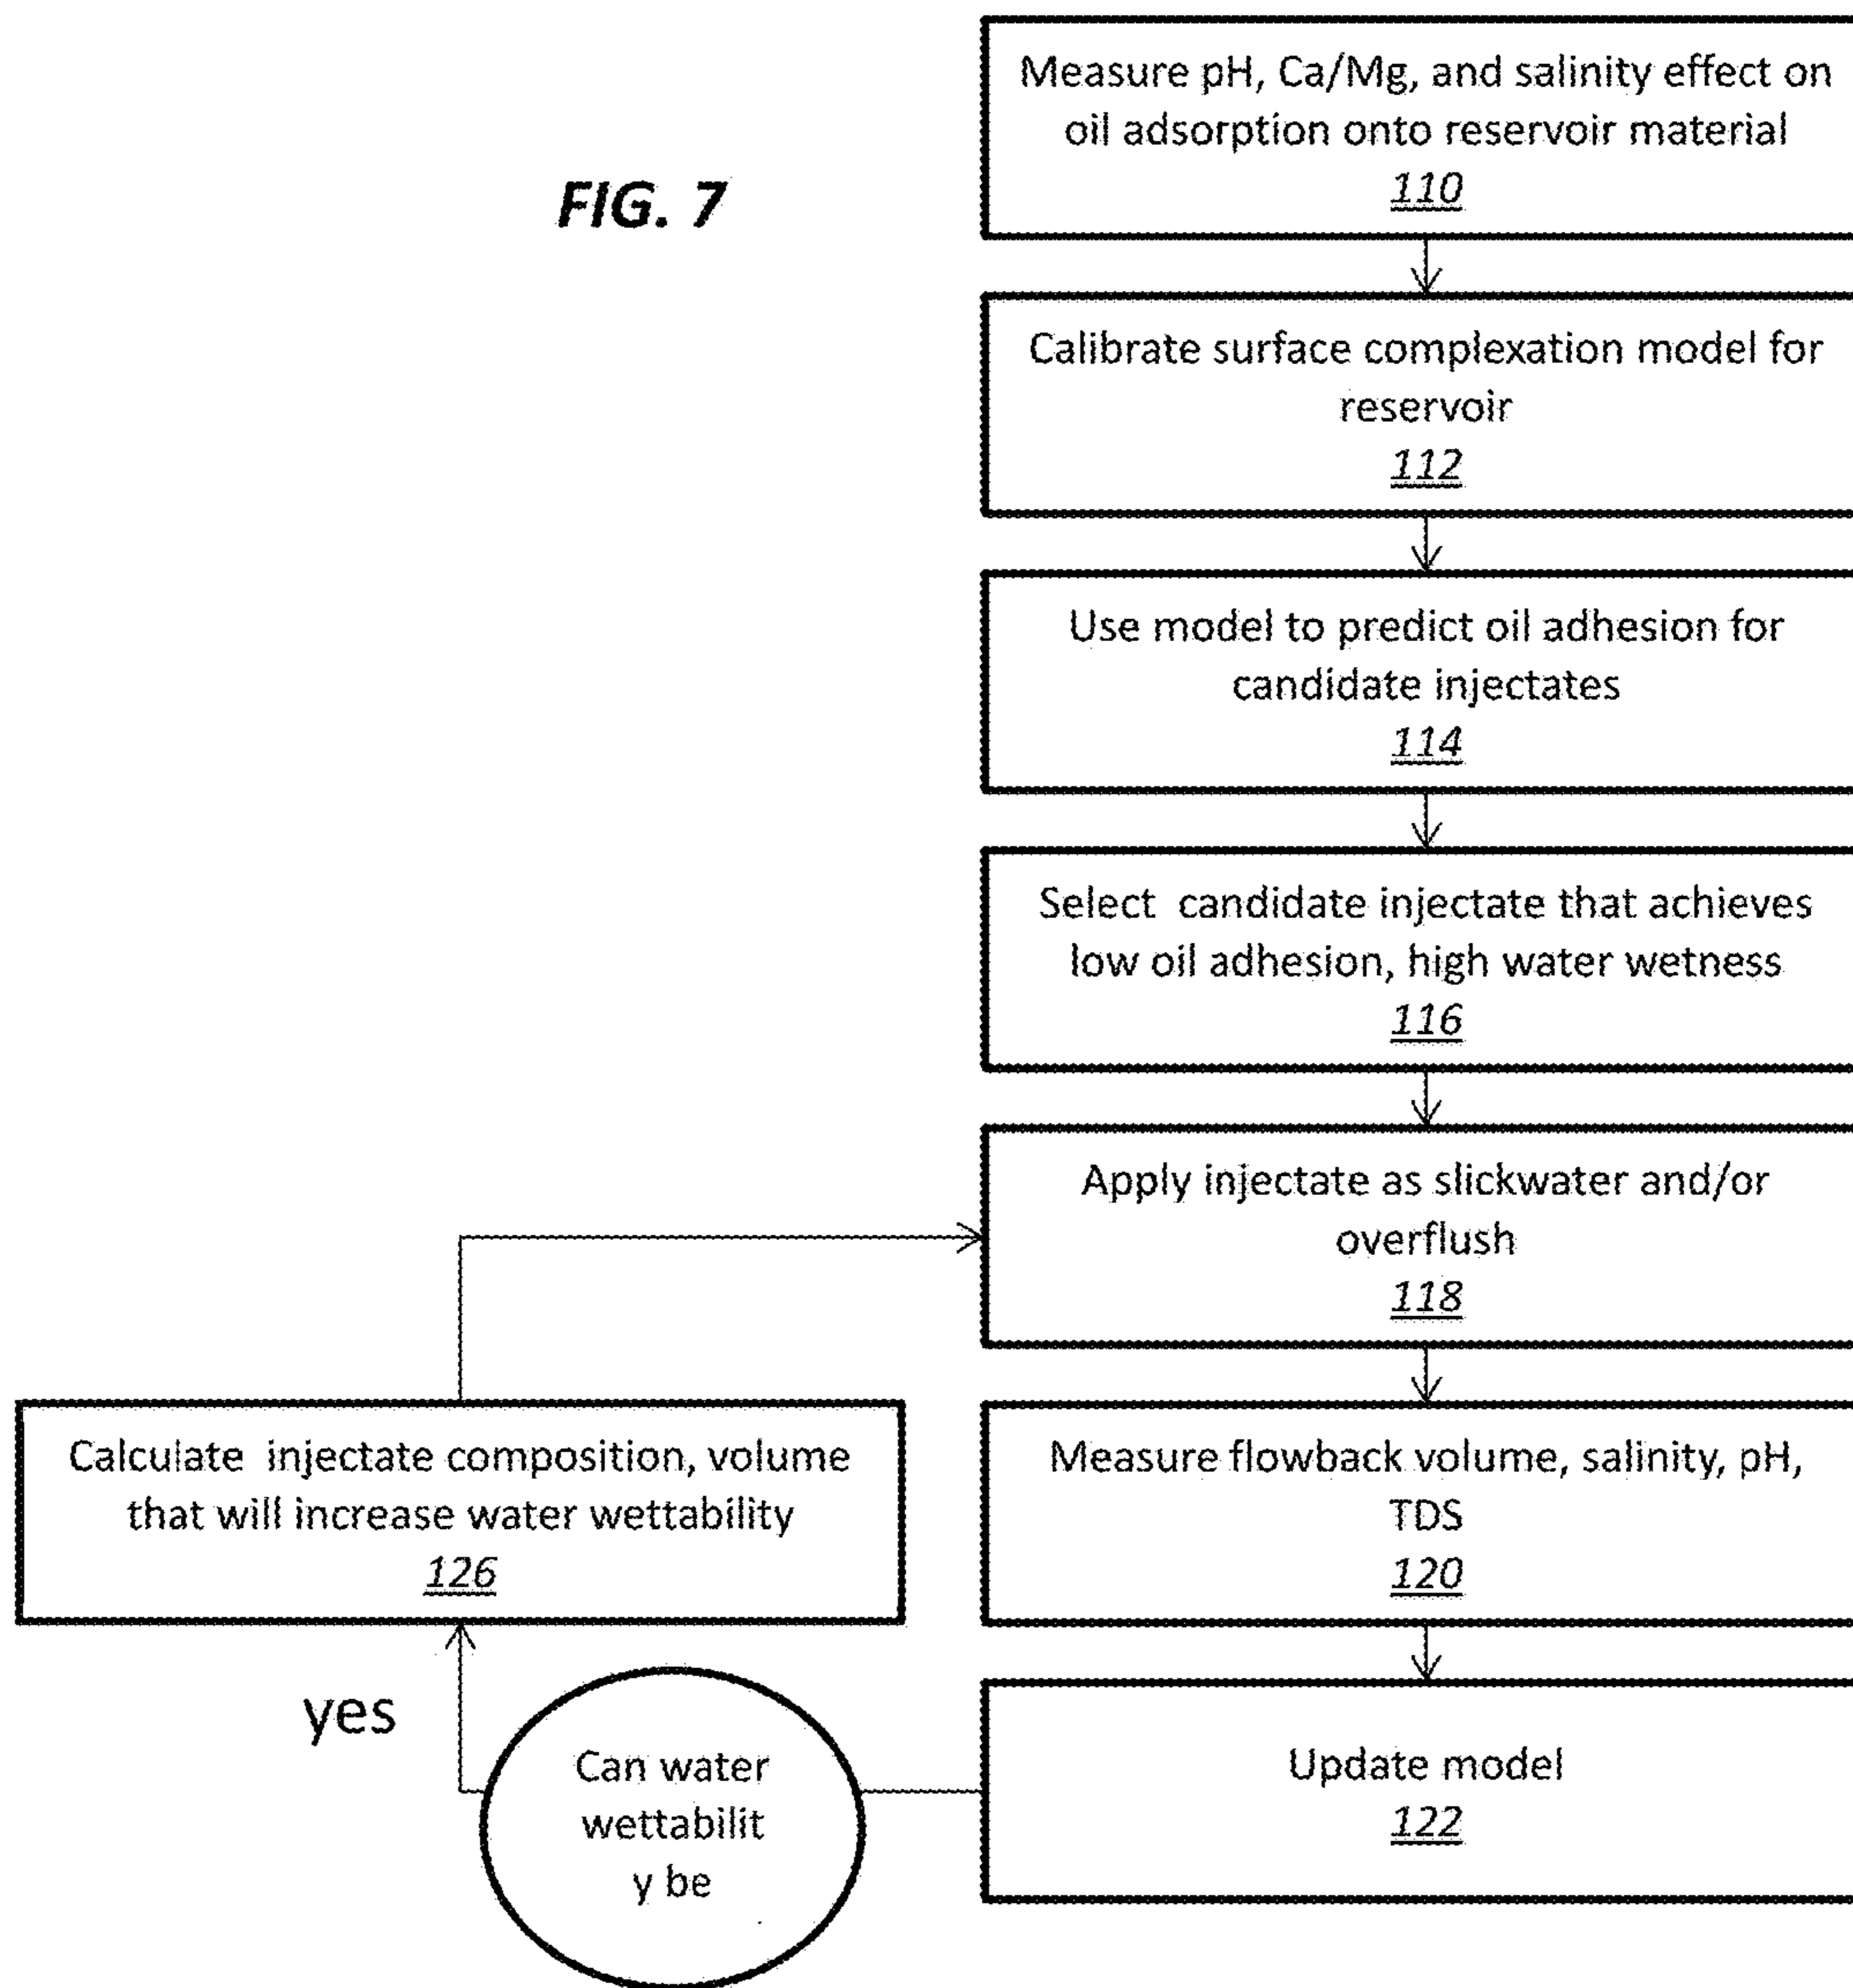 FIG. 7
Measure pH, Ca/Mg, and salinity effect on
oil adsorption onto reservoir material
110
Calibrate surface complexation model for
reservoir
112
Use model to predict oil adhesion for
candidate injectates
114
Select candidate injectate that achieves
low oil adhesion, high water wetness
116
Apply injectate as slickwater and/or
overflush
118
Measure flowback volume, salinity, pH,
TDS
120
Update model
122
Can water
wettabilit
y be
yes
Calculate injectate composition, volume
that will increase water wettability
126